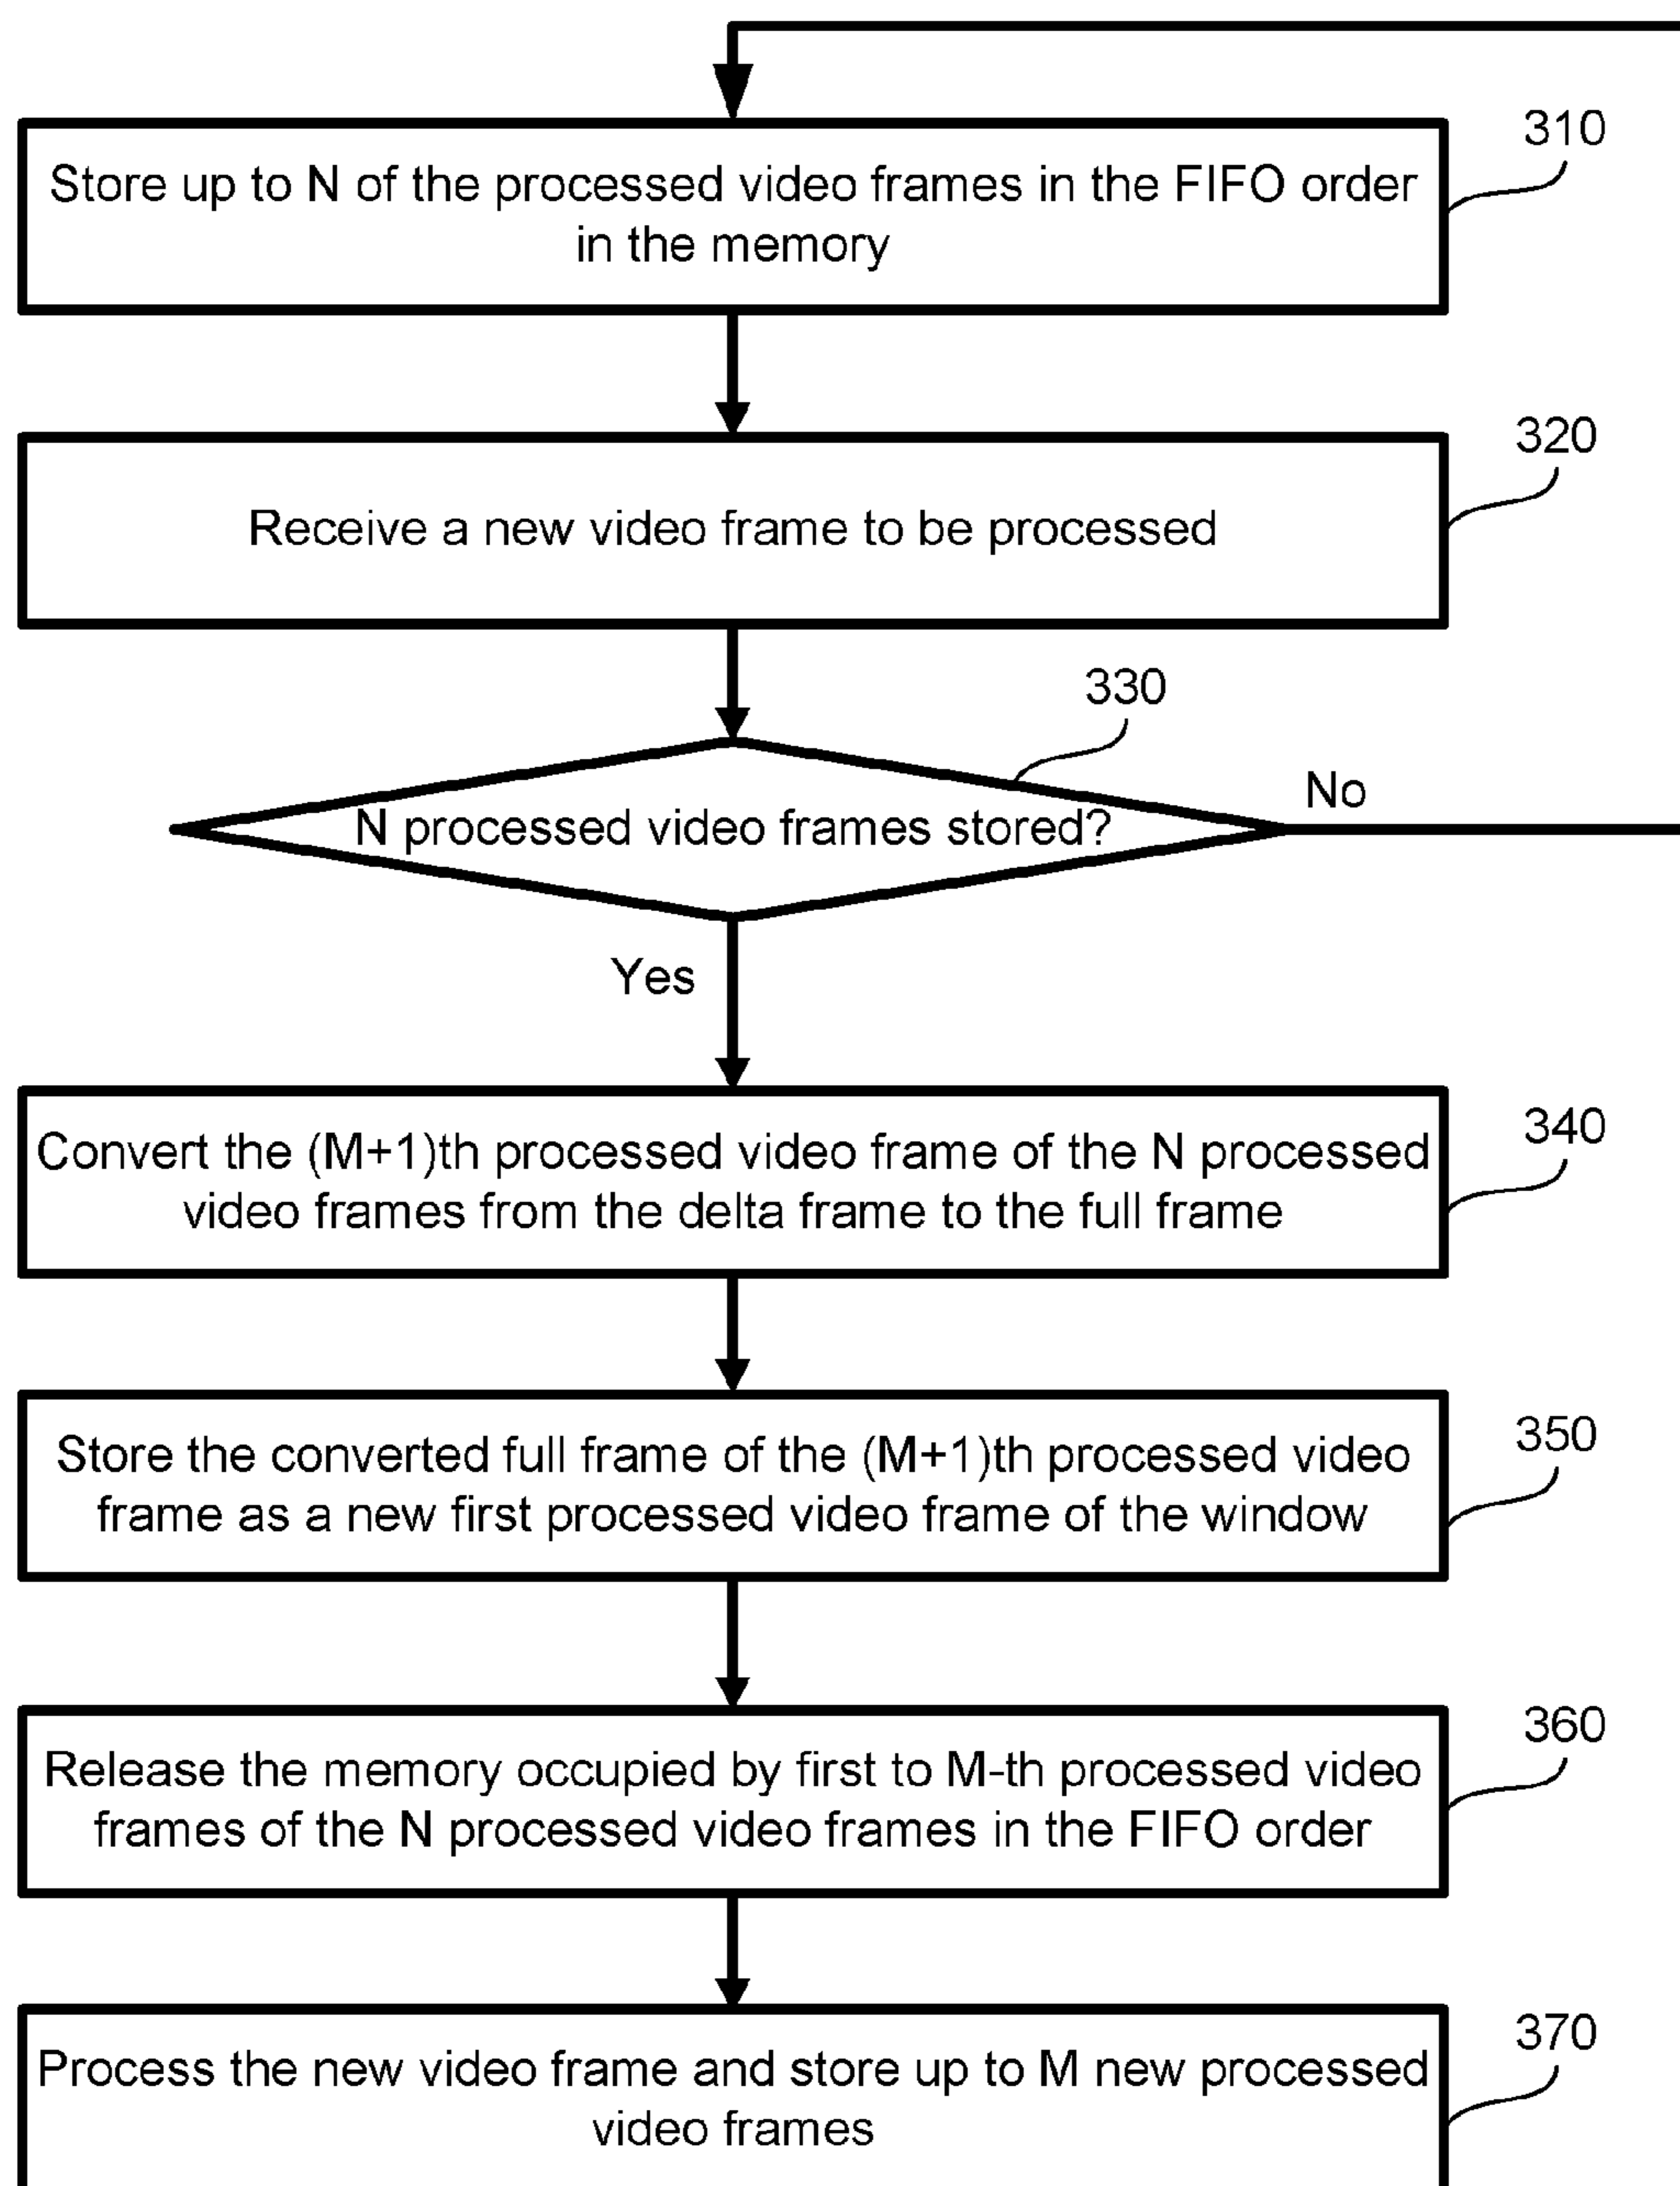 310
Store up to N of the processed video frames in the FIFO order
in the memory
320
Receive a new video frame to be processed
330
N processed video frames stored?
No
Yes
340
Convert the (M+1)th processed video frame of the N processed
video frames from the delta frame to the full frame
350
Store the converted full frame of the (M+1)th processed video
frame as a new first processed video frame of the window
360
Release the memory occupied by first to M-th processed video
frames of the N processed video frames in the FIFO order
370
Process the new video frame and store up to M new processed
video frames